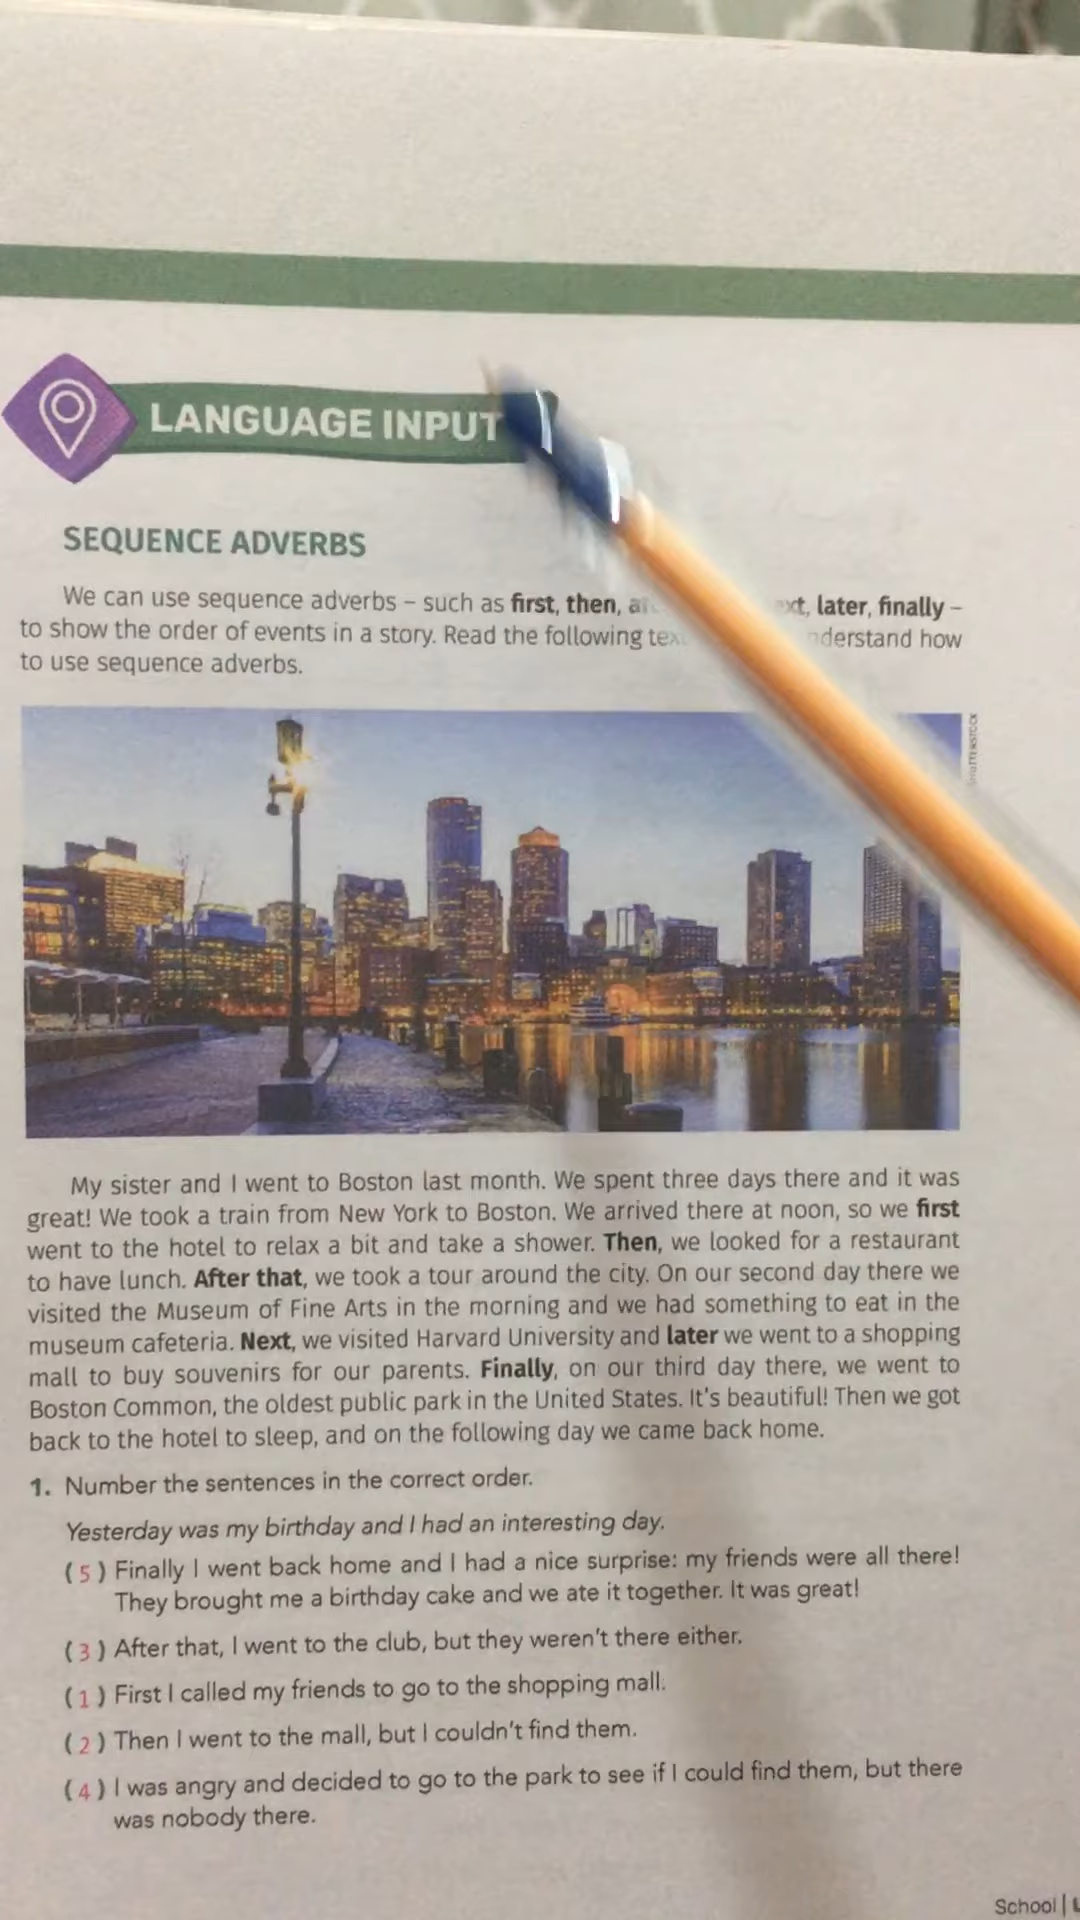 LANGUAGE INPUT
SEQUENCE ADVERBS
We can use sequence adverbs – such as first, then, later, finally –
to show the order of events in a story. Read the following how
to use sequence adverbs.
My sister and I went to Boston last month. We spent three days there and it was
great! We took a train from New York to Boston. We arrived there at noon, so we first
went to the hotel to relax a bit and take a shower. Then, we looked for a restaurant
to have lunch. After that, we took a tour around the city. On our second day there we
visited the Museum of Fine Arts in the morning and we had something to eat in the
museum cafeteria. Next, we visited Harvard University and later we went to a shopping
mall to buy souvenirs for our parents. Finally, on our third day there, we went to
Boston Common, the oldest public park in the United States. It's beautiful! Then we got
back to the hotel to sleep, and on the following day we came back home.
1. Number the sentences in the correct order.
Yesterday was my birthday and I had an interesting day.
(5) Finally I went back home and I had a nice surprise: my friends were all there!
They brought me a birthday cake and we ate it together. It was great!
(3) After that, I went to the club, but they weren't there either.
(1) First I called my friends to go to the shopping mall.
(2) Then I went to the mall, but I couldn't find them.
(4) I was angry and decided to go to the park to see if I could find them, but there
was nobody there.
School |